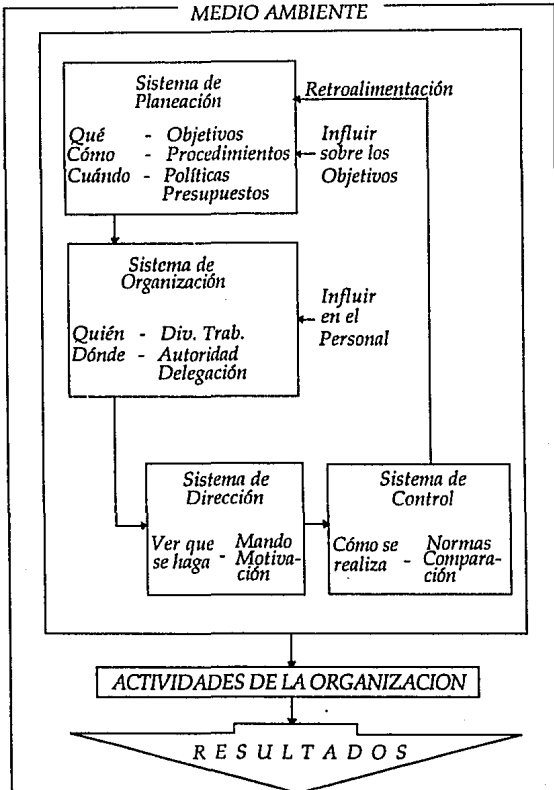 MEDIO AMBIENTE
Sistema de
Planeación
Qué - Objetivos
Cómo - Procedimientos
Cuándo - Políticas
Presupuestos
Retroalimentación
Influir
sobre los
Objetivos
Sistema de
Organización
Quién - Div. Trab.
Dónde - Autoridad
Delegación
Influir
en el
Personal
Sistema de
Dirección
Ver que - Mando
se haga Motiva-
ción
Sistema de
Control
Cómo se - Normas
realiza Compara-
ción
ACTIVIDADES DE LA ORGANIZACION
RESULTADOS